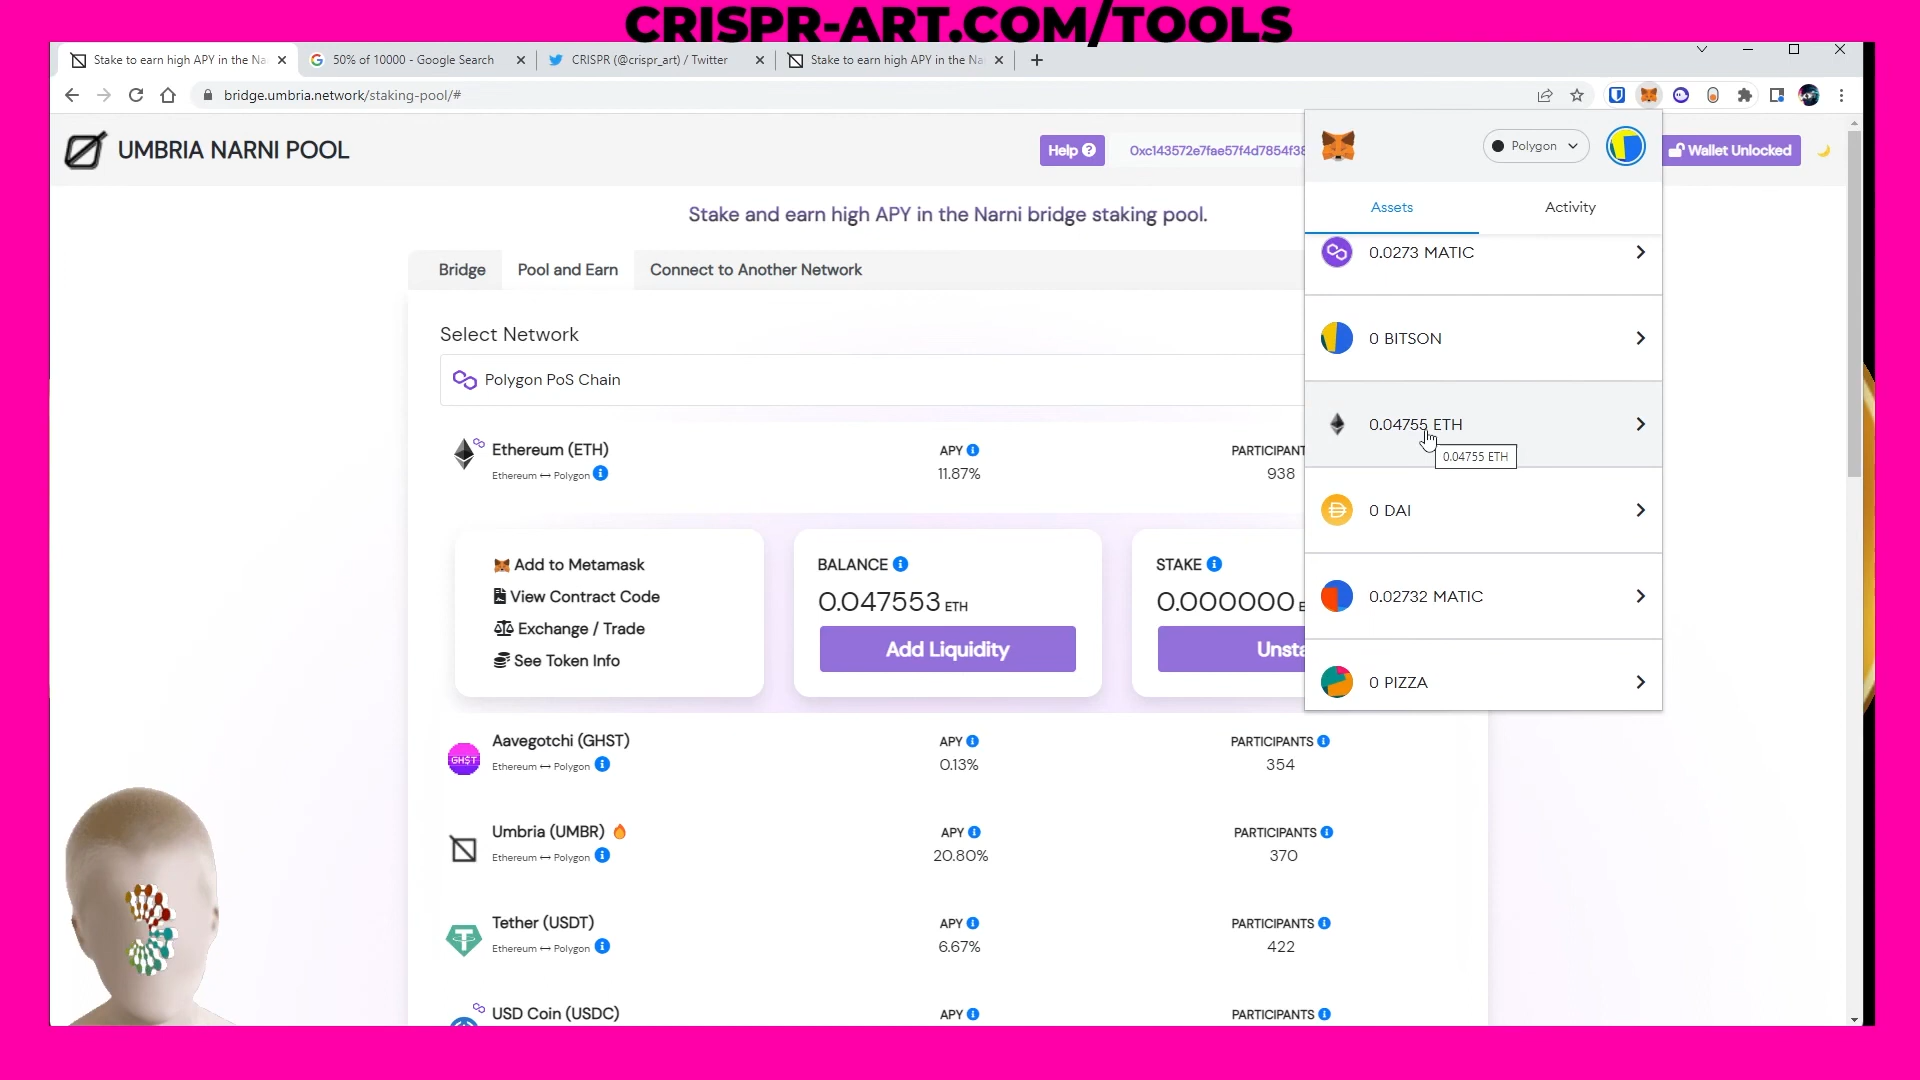 CRISPR-ART.COM/TOOLS
Stake to earn high APY in the Na
50% of 10000 - Google Search
CRISPR (@crispr_art) / Twitter
Stake to earn high APY in the Na
bridge.umbria.network/staking-pool/#
UMBRIA NARNI POOL
Help
0xc143572e7fae57f4d7854f38
Polygon
Wallet Unlocked
Stake and earn high APY in the Narni bridge staking pool.
Assets
Activity
Bridge
Pool and Earn
Connect to Another Network
0.0273 MATIC
Select Network
0 BITSON
Polygon PoS Chain
0.04755 ETH
0.04755 ETH
Ethereum (ETH)
APY
PARTICIPANT
Ethereum ↔ Polygon
11.87%
938
0 DAI
Add to Metamask
View Contract Code
Exchange / Trade
See Token Info
BALANCE
0.047553 ETH
Add Liquidity
STAKE
0.000000
Unsta
0.02732 MATIC
0 PIZZA
GHST
Aavegotchi (GHST)
APY
PARTICIPANTS
Ethereum ↔ Polygon
0.13%
354
Umbria (UMBR)
APY
PARTICIPANTS
Ethereum ↔ Polygon
20.80%
370
Tether (USDT)
APY
PARTICIPANTS
Ethereum ↔ Polygon
6.67%
422
USD Coin (USDC)
APY
PARTICIPANTS